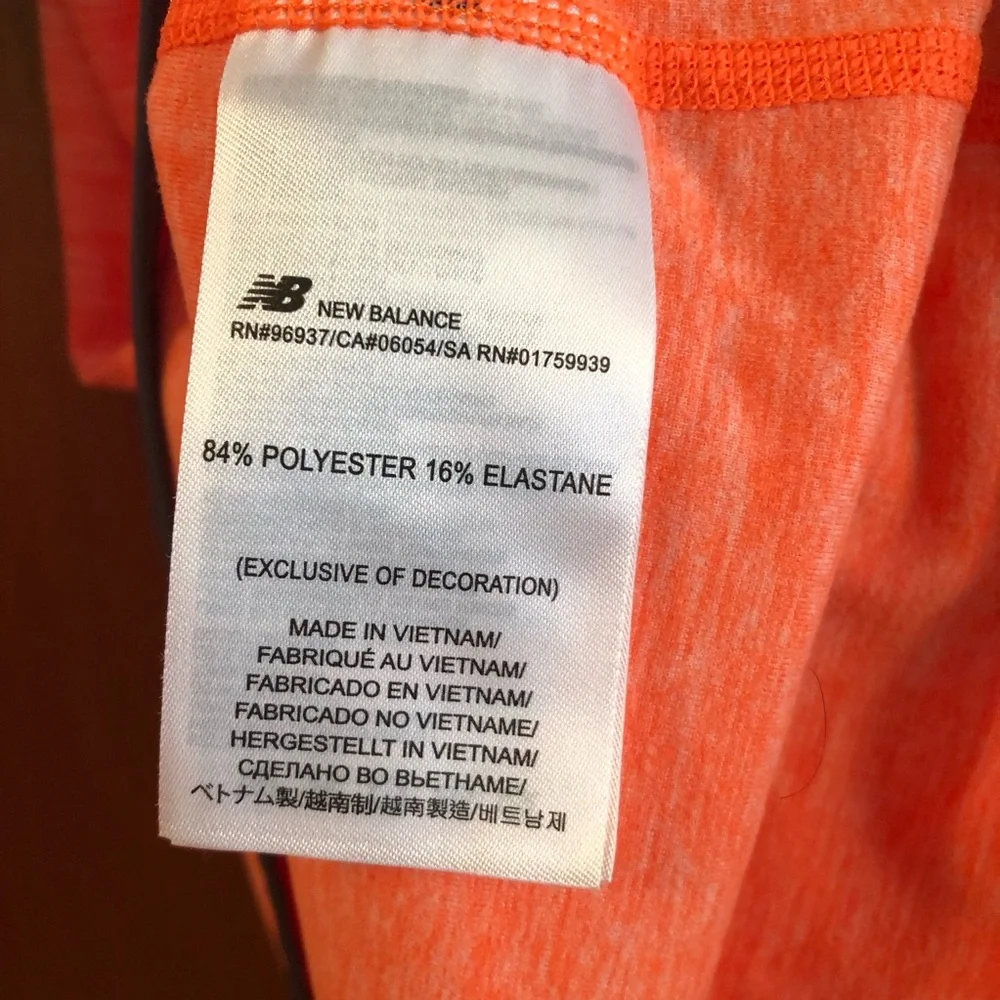 NB NEW BALANCE
RN#96937/CA#06054/SA RN#01759939
84% POLYESTER 16% ELASTANE
(EXCLUSIVE OF DECORATION)
MADE IN VIETNAM/
FABRIQUÉ AU VIETNAM/
FABRICADO EN VIETNAM/
FABRICADO NO VIETNAME/
HERGESTELLT IN VIETNAM/
СДЕЛАНО ВО ВЬЕТНАМЕ/
ベトナム製/越南制/越南製造/베트남제